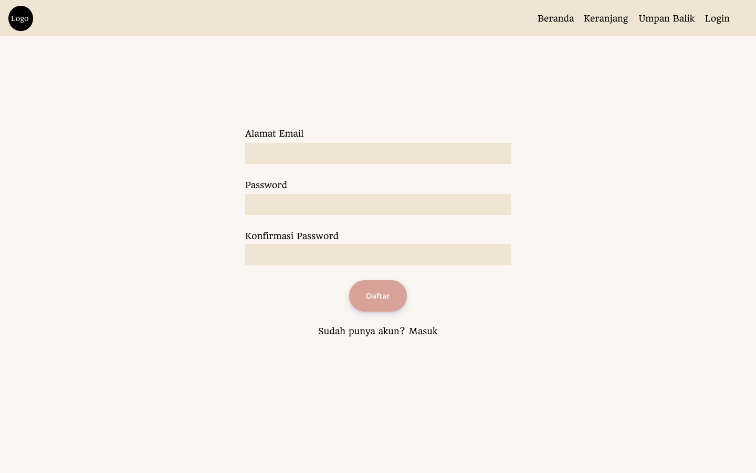 Logo
Beranda Keranjang Umpan Balik Login
Alamat Email
Password
Konfirmasi Password
Daftar
Sudah punya akun? Masuk